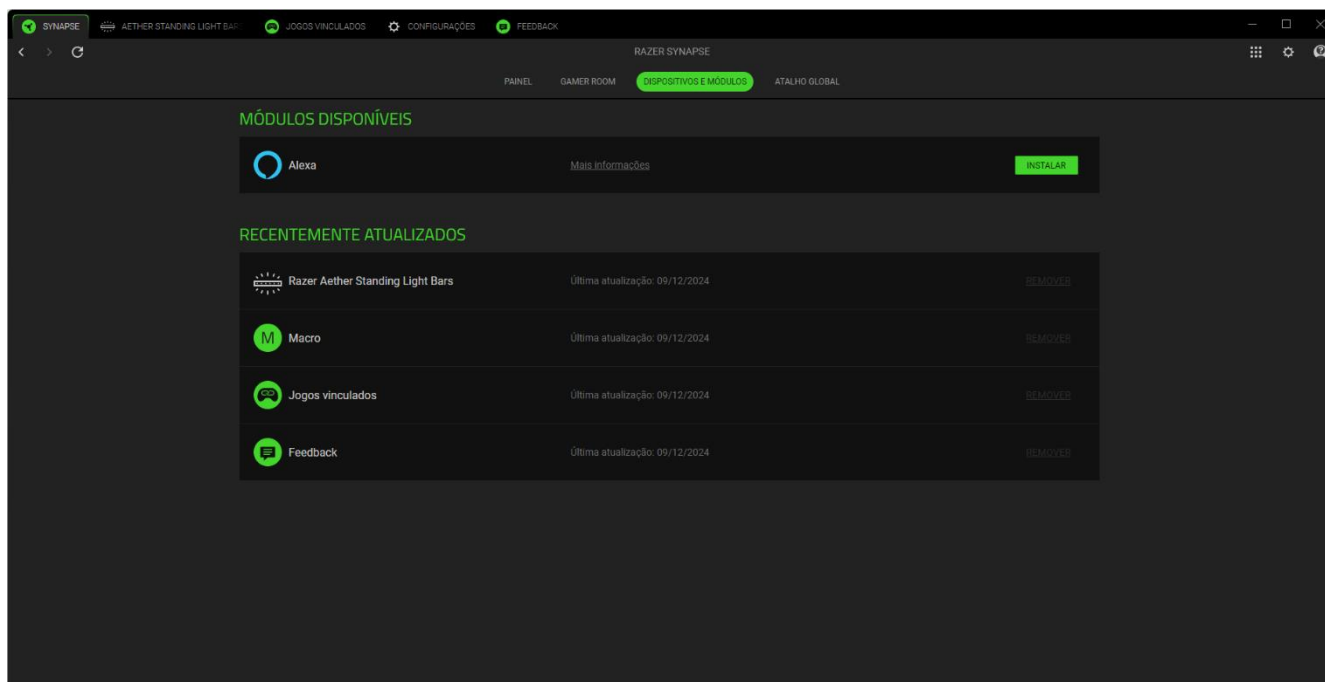 SYNAPSE AETHER STANDING LIGHT BAR JOGOS VINCULADOS CONFIGURAÇÕES FEEDBACK
RAZER SYNAPSE
PAINEL GAMER ROOM DISPOSITIVOS E MÓDULOS ATALHO GLOBAL
MÓDULOS DISPONÍVEIS
Alexa Mais informações INSTALAR
RECENTEMENTE ATUALIZADOS
Razer Aether Standing Light Bars Última atualização: 09/12/2024 REMOVER
M Macro Última atualização: 09/12/2024 REMOVER
Jogos vinculados Última atualização: 09/12/2024 REMOVER
Feedback Última atualização: 09/12/2024 REMOVER